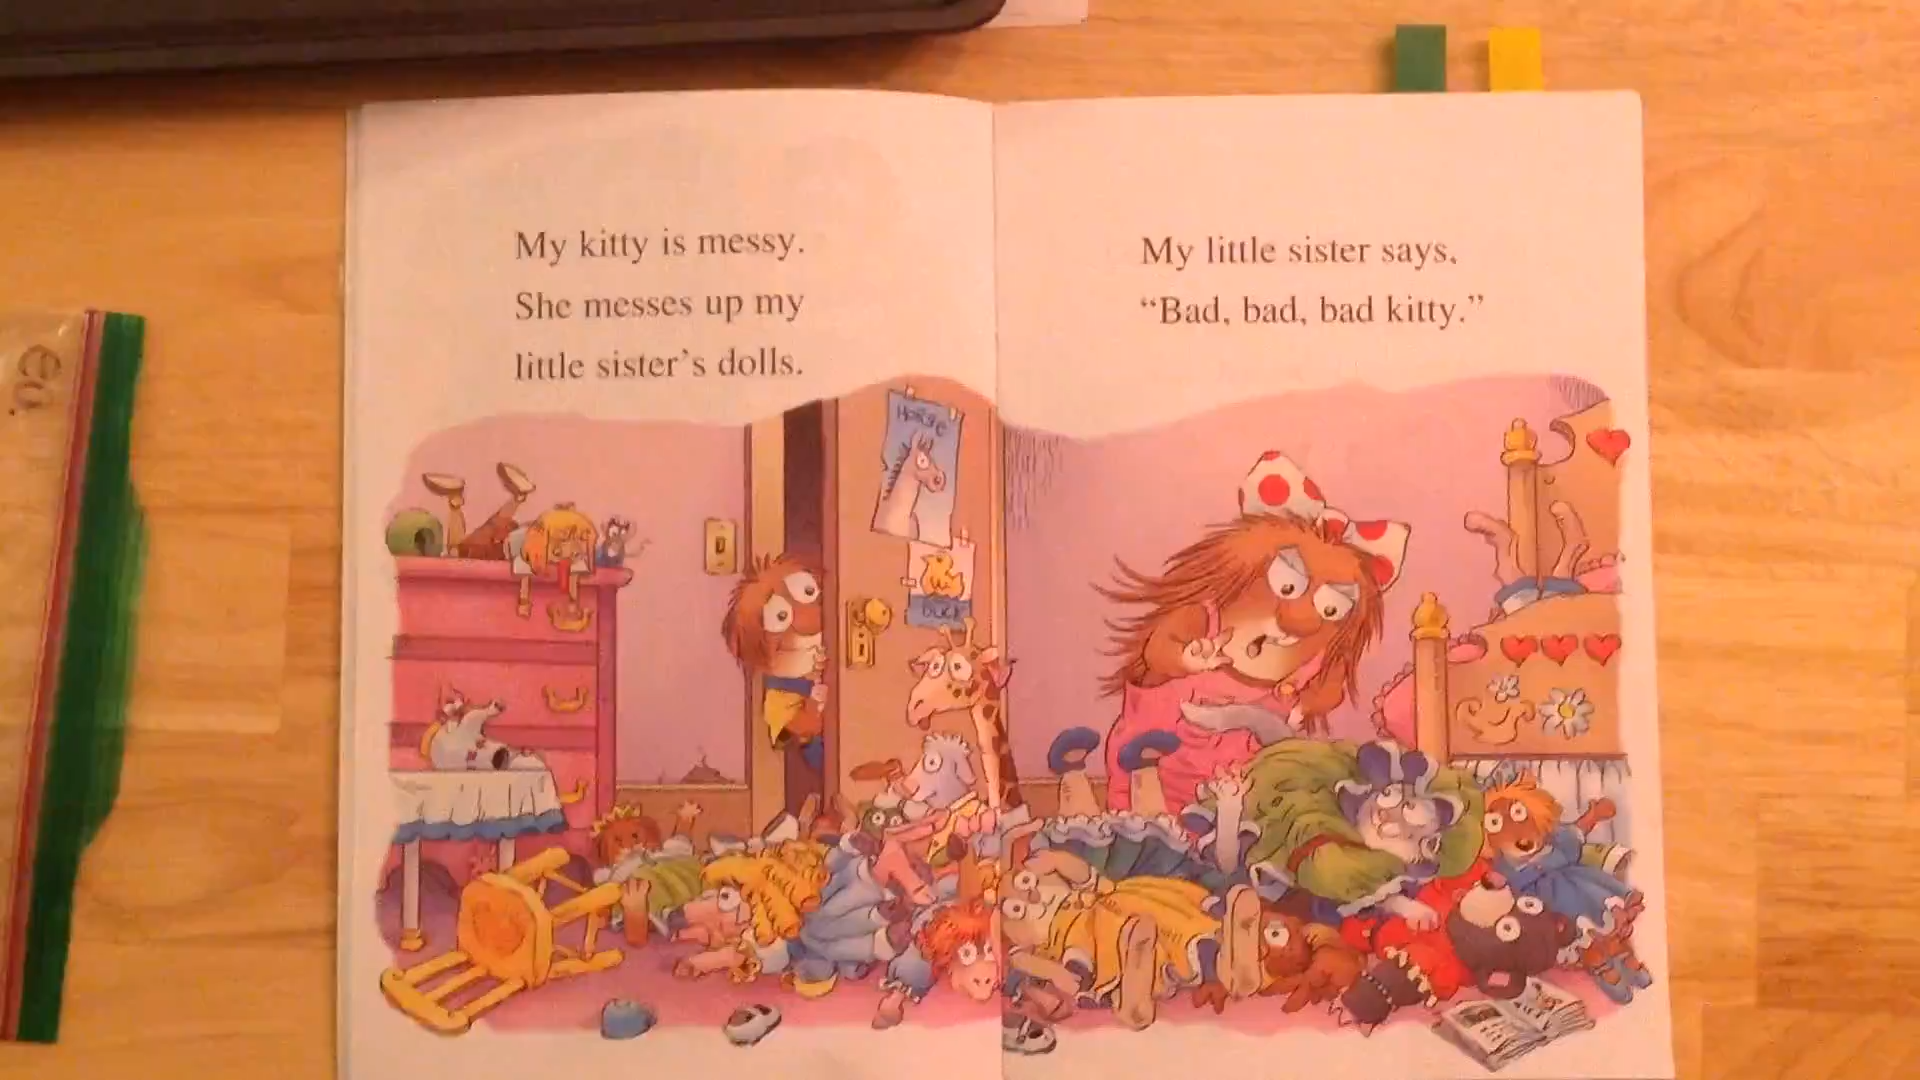 My kitty is messy.
She messes up my
little sister's dolls.
HORSE
DUCK
My little sister says,
“Bad, bad, bad kitty.”